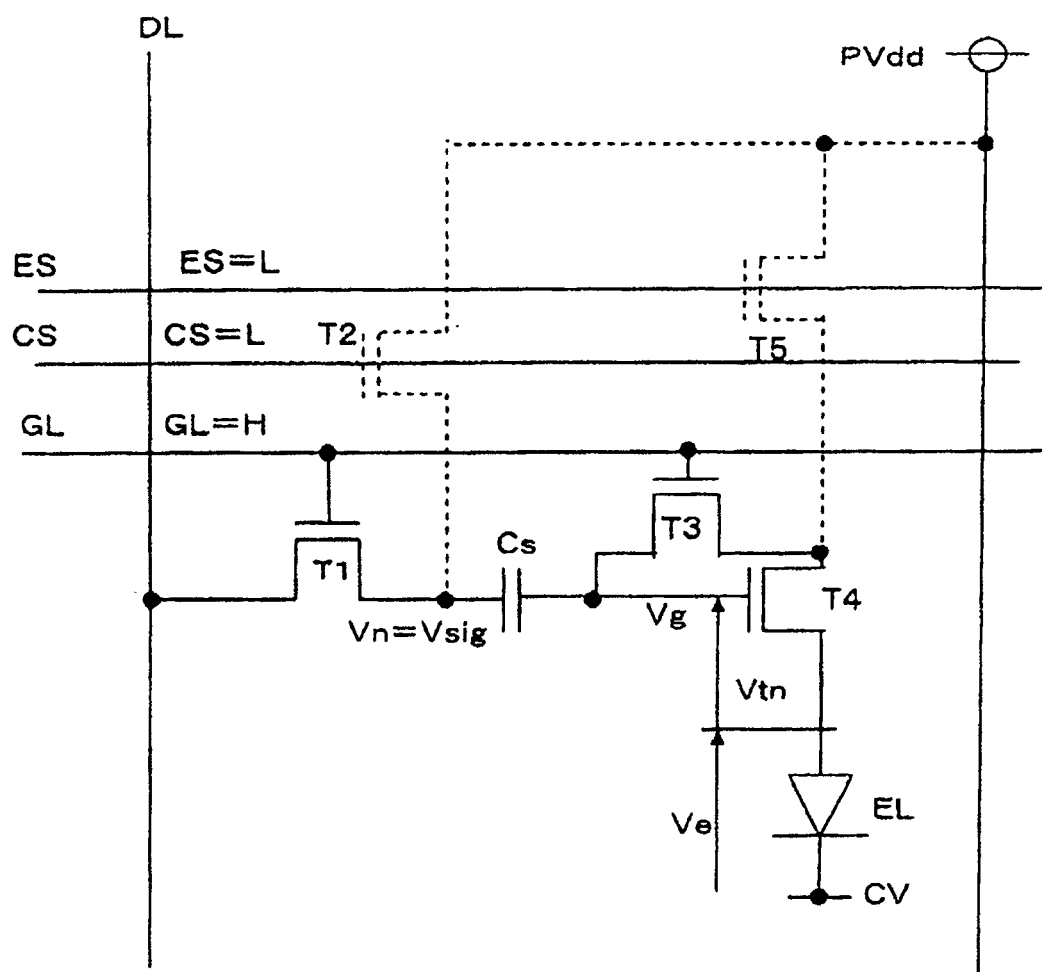 DL
PVdd
ES ES=L
CS CS=L T2
T5
GL GL=H
T1
Cs
T3
T4
Vn=Vsig
Vg
Vtn
Ve
EL
CV